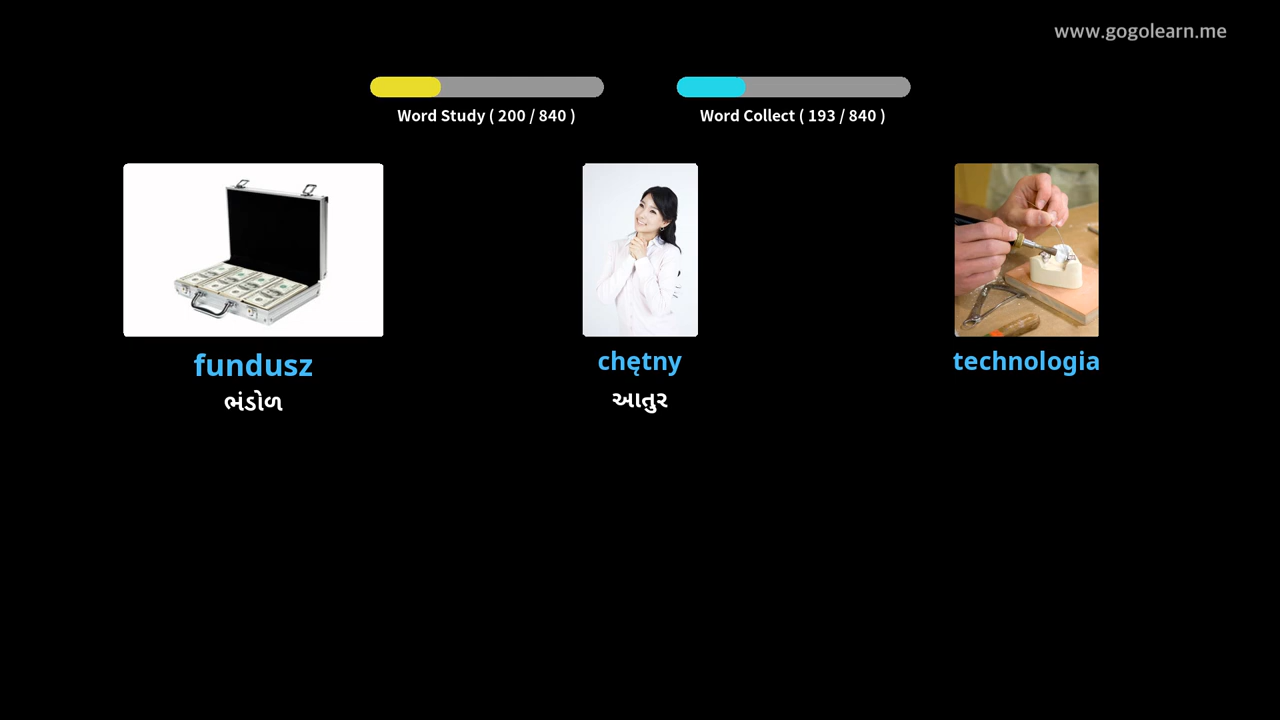 www.gogolearn.me
Word Study ( 200 / 840 )
Word Collect ( 193 / 840 )
fundusz
ભંડોળ
chętny
આતુર
technologia